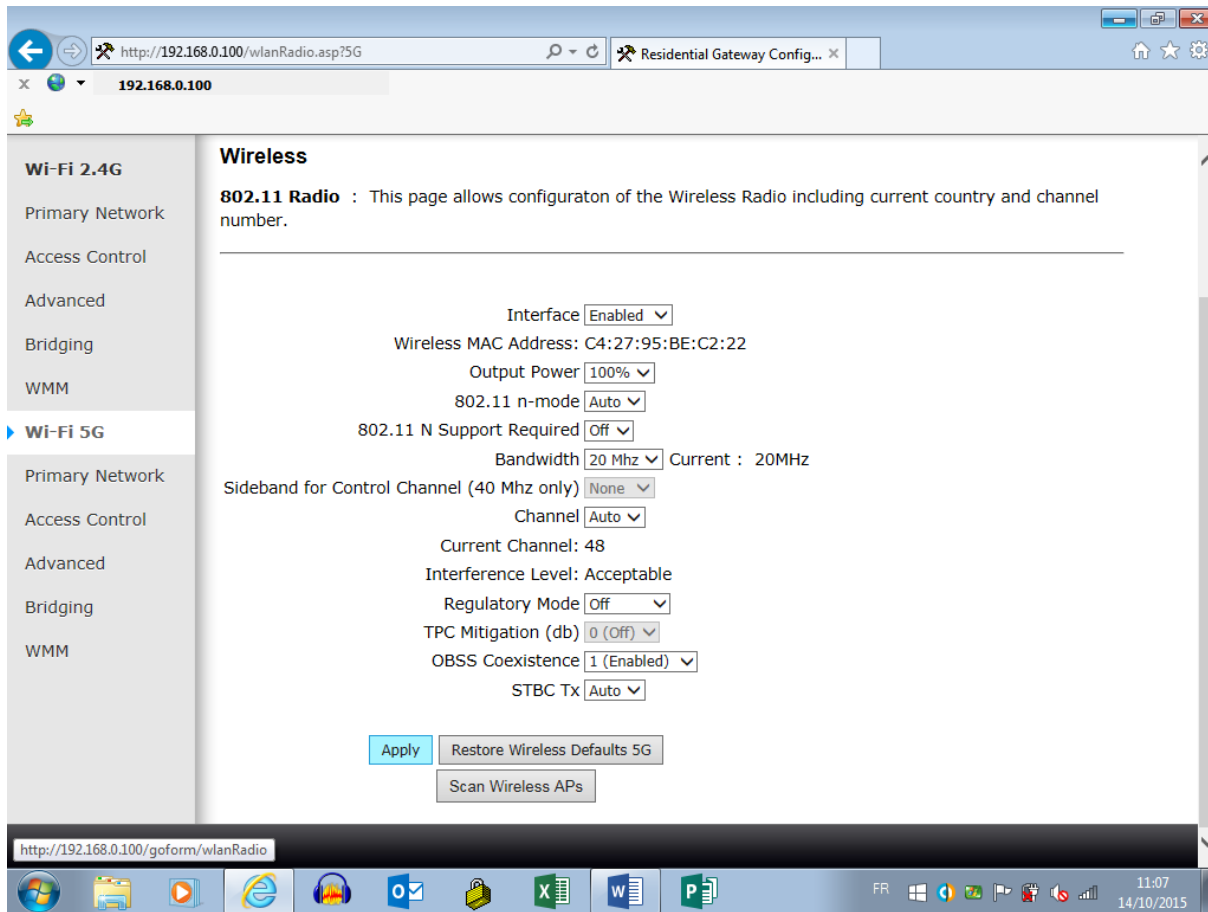 http://192.168.0.100/wlanRadio.asp?5G
Residential Gateway Config...
192.168.0.100
Wi-Fi 2.4G
Primary Network
Access Control
Advanced
Bridging
WMM
Wi-Fi 5G
Primary Network
Access Control
Advanced
Bridging
WMM
Wireless
802.11 Radio : This page allows configuraton of the Wireless Radio including current country and channel
number.
Interface Enabled
Wireless MAC Address: C4:27:95:BE:C2:22
Output Power 100%
802.11 n-mode Auto
802.11 N Support Required Off
Bandwidth 20 Mhz Current : 20MHz
Sideband for Control Channel (40 Mhz only) None
Channel Auto
Current Channel: 48
Interference Level: Acceptable
Regulatory Mode Off
TPC Mitigation (db) 0 (Off)
OBSS Coexistence 1 (Enabled)
STBC Tx Auto
Apply Restore Wireless Defaults 5G
Scan Wireless APs
http://192.168.0.100/goform/wlanRadio
FR 11:07
14/10/2015